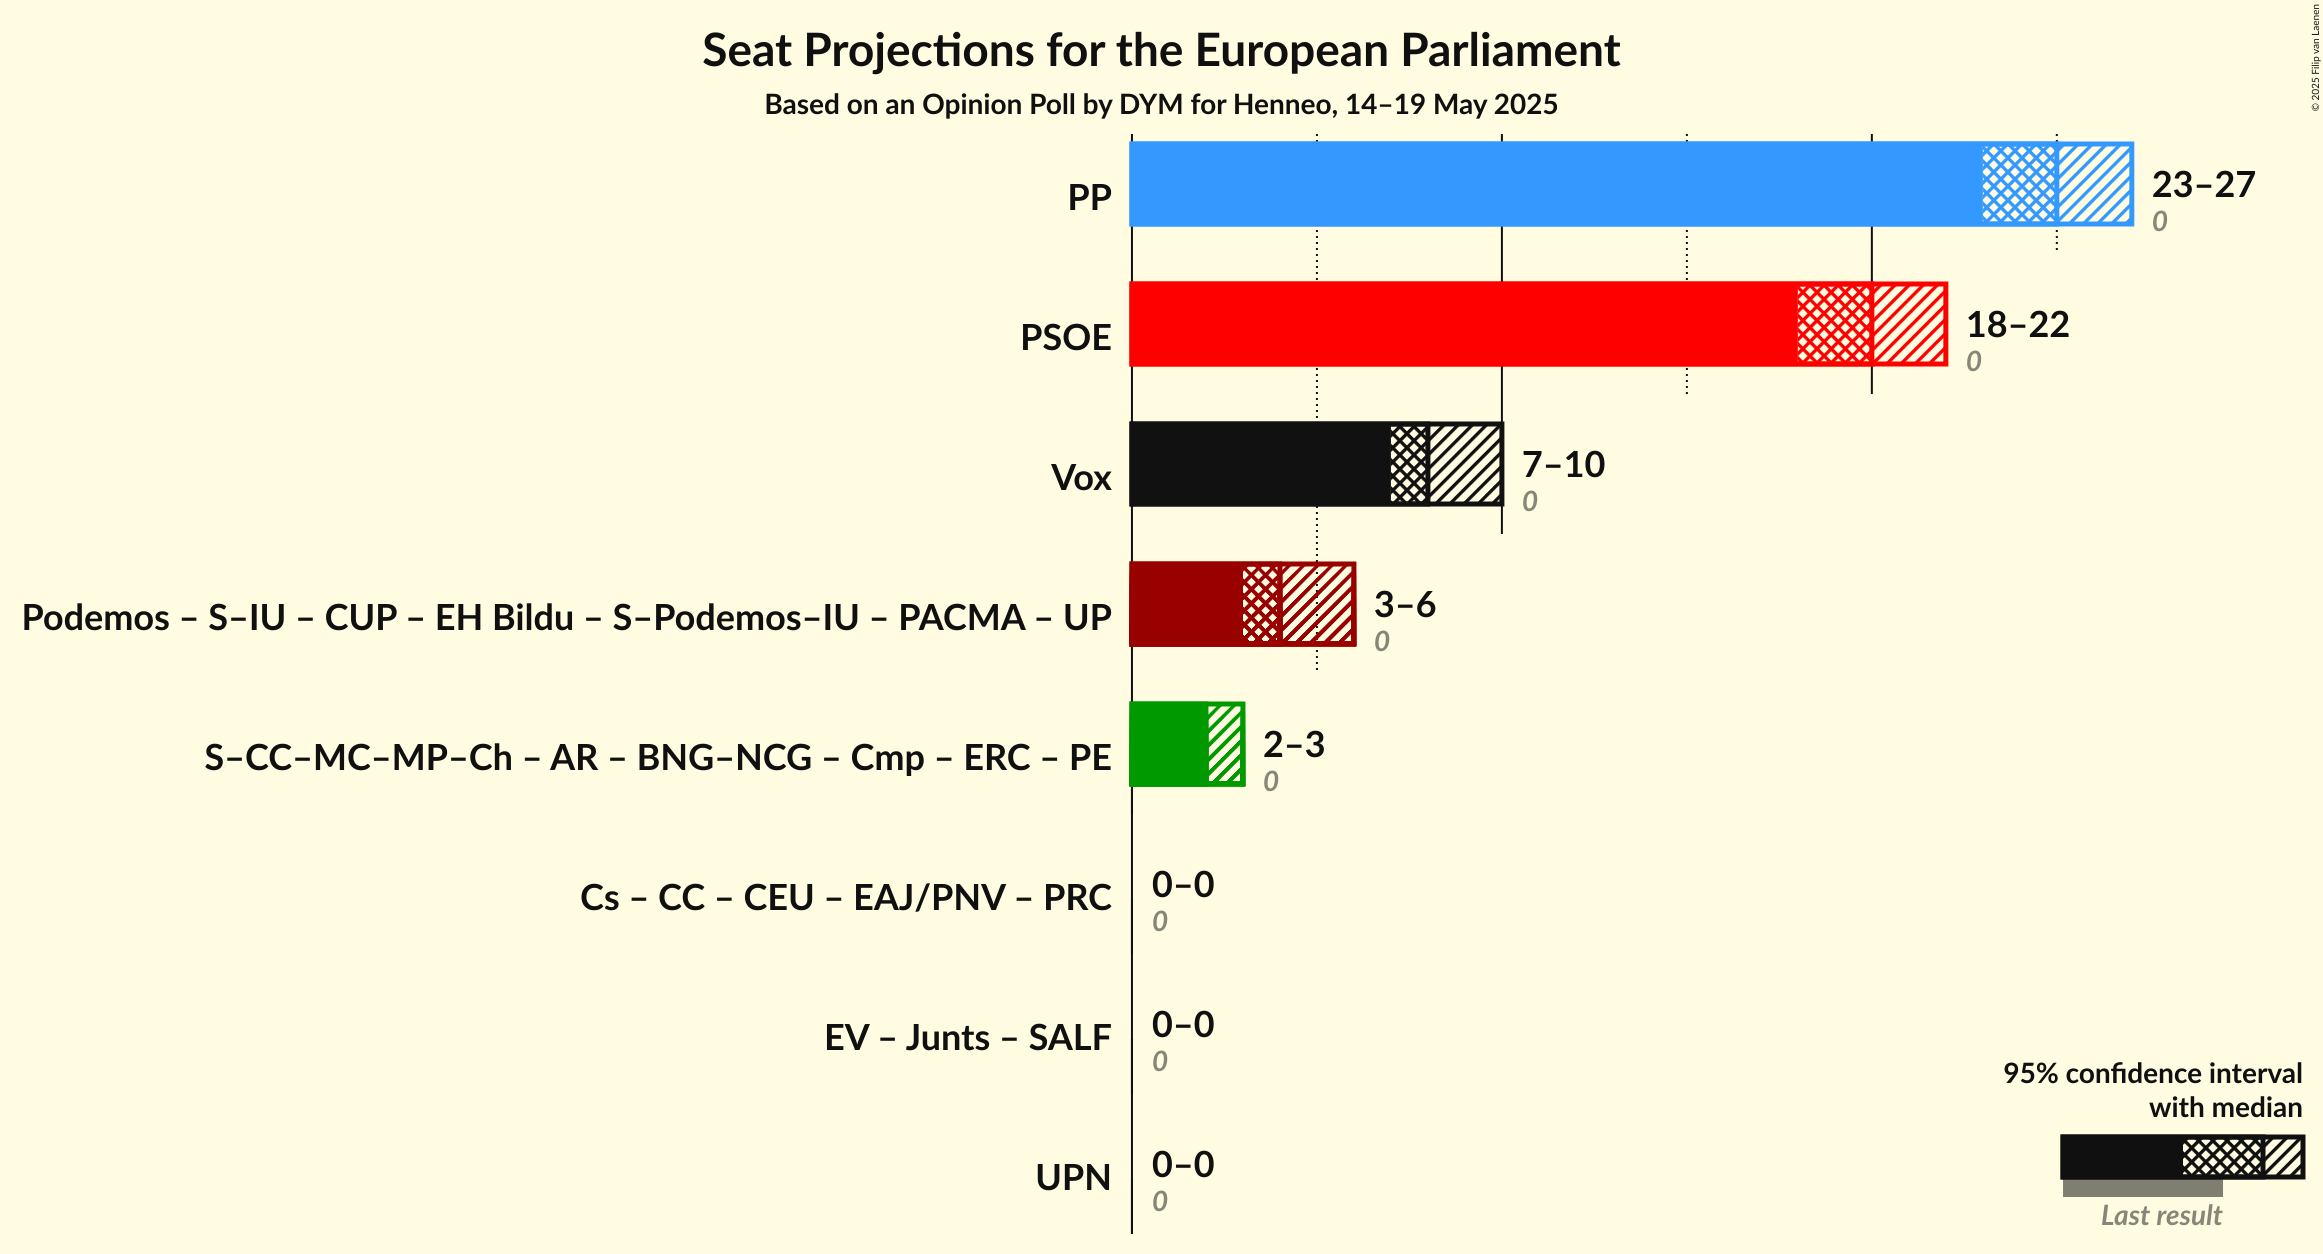 Seat Projections for the European Parliament
Based on an Opinion Poll by DYM for Henneo, 14–19 May 2025
© 2025 Filip van Laenen
PP
23–27
0
PSOE
18–22
0
Vox
7–10
0
Podemos – S–IU – CUP – EH Bildu – S–Podemos–IU – PACMA – UP
3–6
0
S–CC–MC–MP–Ch – AR – BNG–NCG – Cmp – ERC – PE
2–3
0
Cs – CC – CEU – EAJ/PNV – PRC
0–0
0
EV – Junts – SALF
0–0
0
UPN
0–0
0
95% confidence interval
with median
Last result